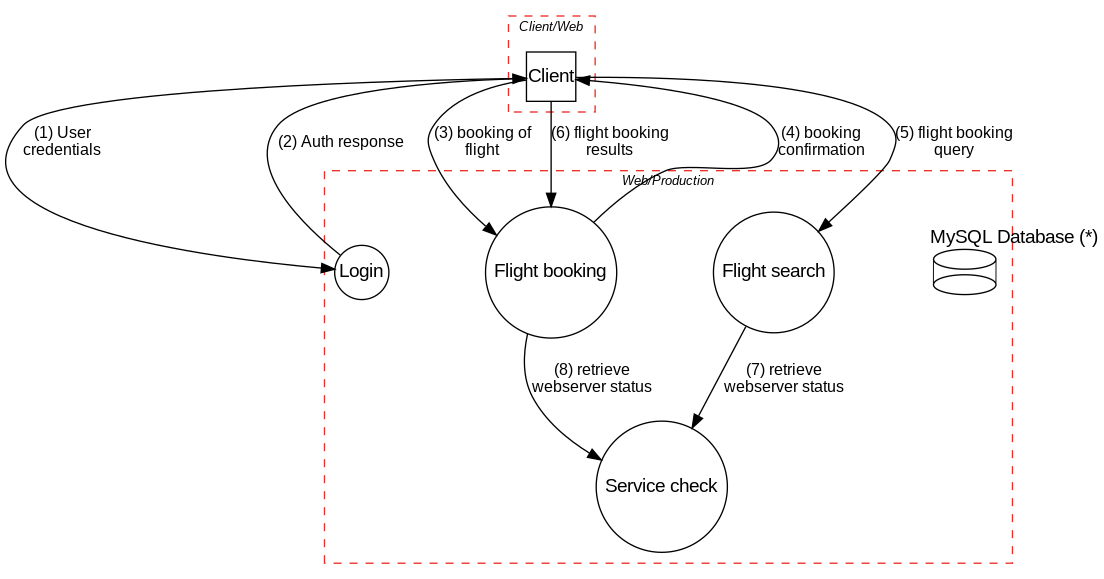 Client/Web
Client
(1) User
credentials
(2) Auth response
(3) booking of
flight
(6) flight booking
results
(4) booking
confirmation
(5) flight booking
query
Web/Production
MySQL Database (*)
Login
Flight booking
Flight search
(8) retrieve
webserver status
(7) retrieve
webserver status
Service check